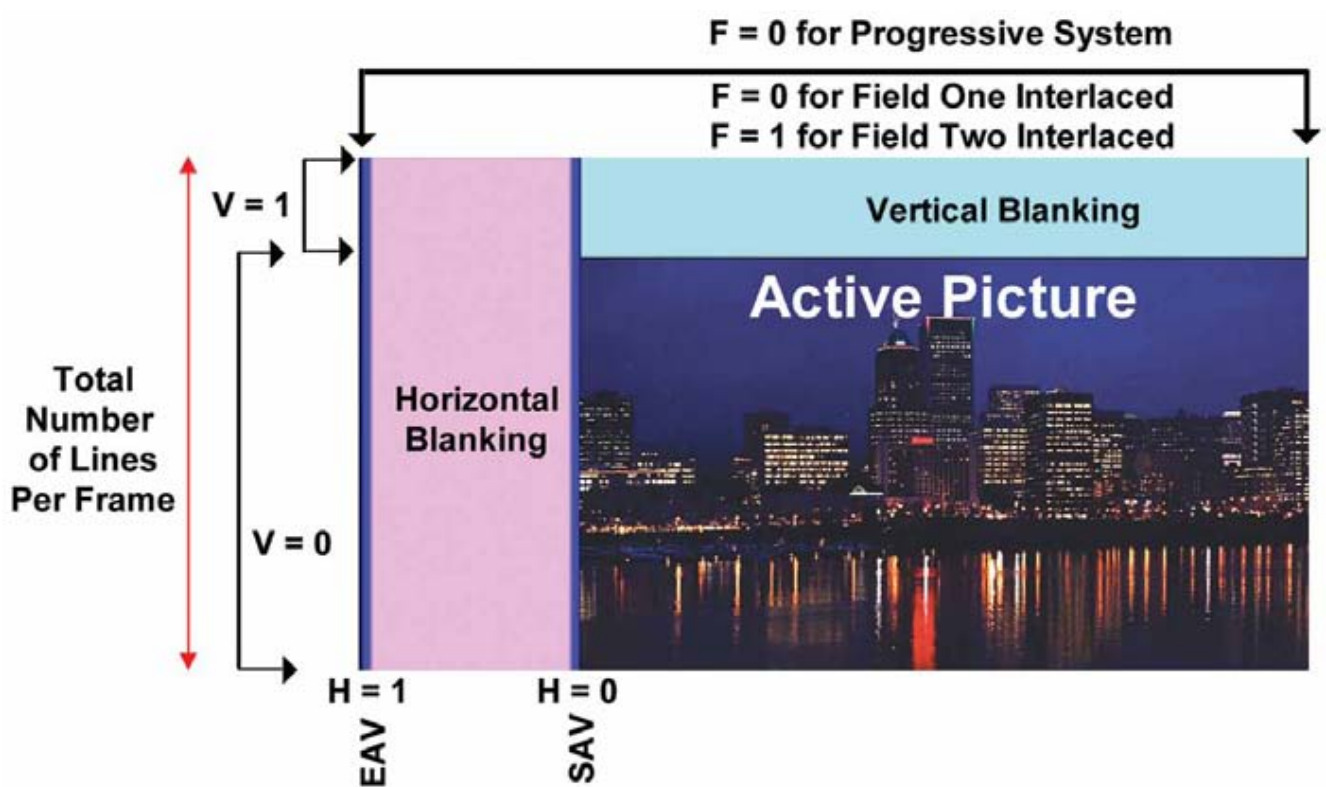 F = 0 for Progressive System
F = 0 for Field One Interlaced
F = 1 for Field Two Interlaced
V = 1
Vertical Blanking
Active Picture
Total
Number
of Lines
Per Frame
Horizontal
Blanking
V = 0
H = 1
H = 0
EAV
SAV